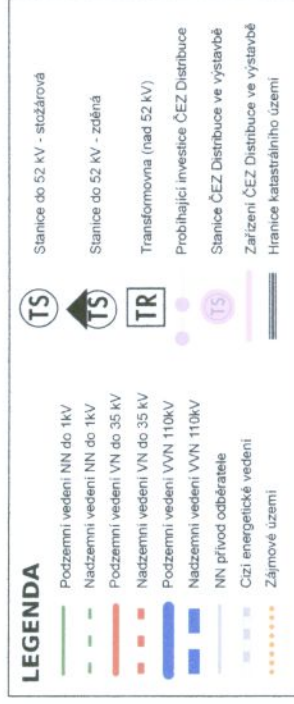 LEGENDA
Podzemní vedení NN do 1kV
Nadzemní vedení NN do 1kV
Podzemní vedení VN do 35 kV
Nadzemní vedení VN do 35 kV
Podzemní vedení VVN 110kV
Nadzemní vedení VVN 110kV
NN přívod odběratele
Cizí energetické vedení
Zájmové území
TS Stanice do 52 kV - stožárová
TS Stanice do 52 kV - zděná
TR Transformovna (nad 52 kV)
Probíhající investice ČEZ Distribuce
TS Stanice ČEZ Distribuce ve výstavbě
Zařízení ČEZ Distribuce ve výstavbě
Hranice katastrálního území